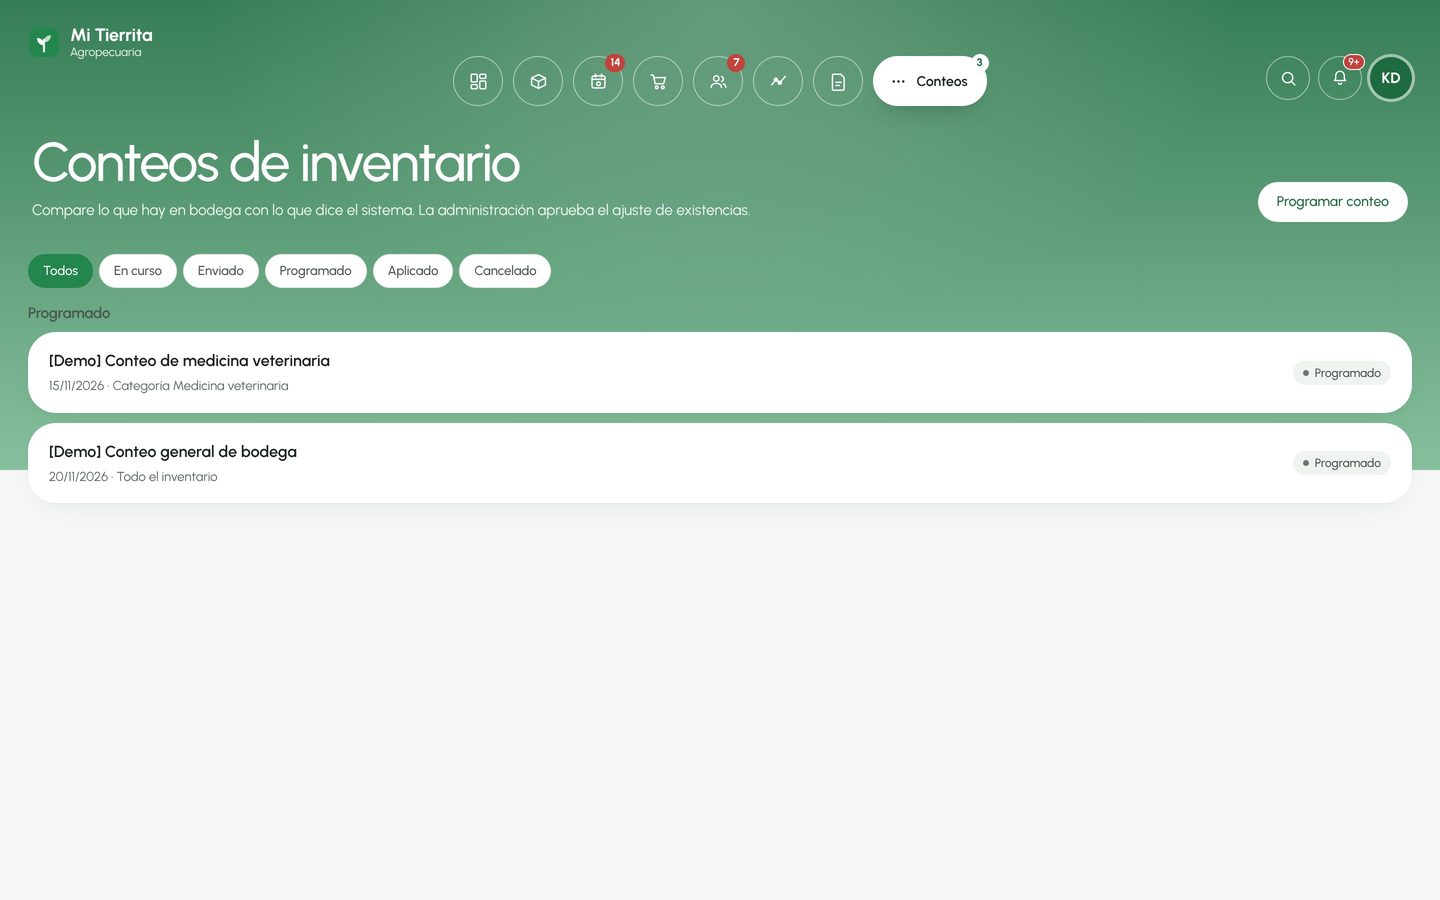 Mi Tierrita
Agropecuaria
14
7
Conteos
3
9+
KD
Conteos de inventario
Compare lo que hay en bodega con lo que dice el sistema. La administración aprueba el ajuste de existencias.
Programar conteo
Todos
En curso
Enviado
Programado
Aplicado
Cancelado
Programado
[Demo] Conteo de medicina veterinaria
15/11/2026 · Categoría Medicina veterinaria
Programado
[Demo] Conteo general de bodega
20/11/2026 · Todo el inventario
Programado